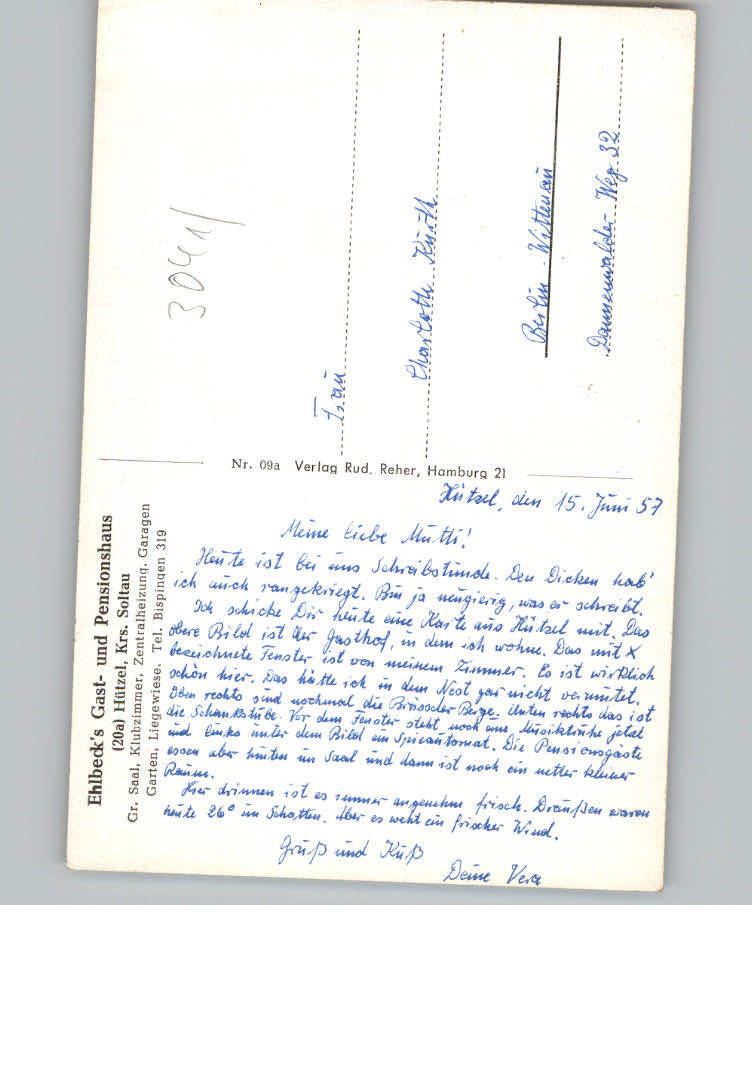 Ehlbeck's Gast- und Pensionshaus
(20a) Hützel, Krs. Soltau
Gr. Saal, Klubzimmer, Zentralheizung, Garagen
Garten, Liegewiese. Tel. Bispingen 319
Nr. 09a Verlag Rud. Reher, Hamburg 21
3041/
Frau
Charlotte Kurth
Berlin-Wittenau
Dannenwalder Weg 32
Hützel, den 15. Juni 57
Meine liebe Mutti!
Heute ist bei uns Schreibstunde. Den Dicken hab'
ich auch rangekriegt. Bin ja neugierig, was er schreibt.
Ich schicke Dir heute eine Karte aus Hützel mit. Das
obere Bild ist der Gasthof, in dem ich wohne. Das mit X
bezeichnete Fenster ist von meinem Zimmer. Es ist wirklich
schön hier. Das hätte ich in dem Nest gar nicht vermutet.
Oben rechts sind nochmal die Berge. Unten rechts das ist
die Schankstube. Vor dem Fenster steht noch eine Musiktruhe jetzt
und links unter dem Bild ein Spielautomat. Die Pensionsgäste
essen aber hinten im Saal und dann ist noch ein netter kleiner
Raum.
Hier drinnen ist es immer angenehm frisch. Draußen waren
heute 26° im Schatten. Aber es weht ein frischer Wind.
Gruß und Kuß
Deine Vera